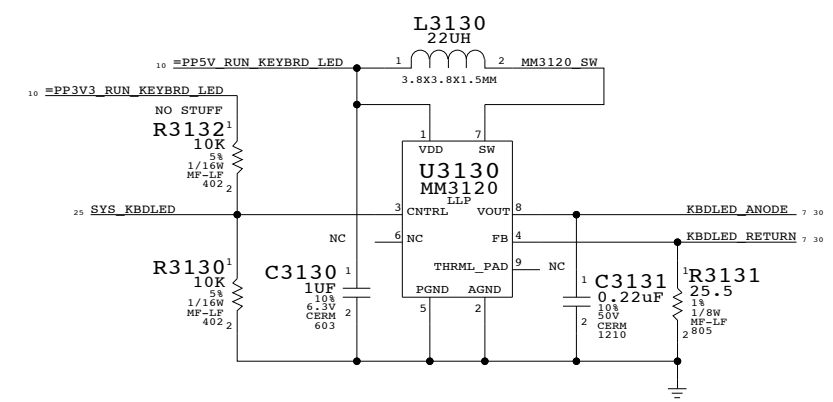 L3130
22UH
10 =PP5V_RUN_KEYBRD_LED
1
2
MM3120_SW
3.8X3.8X1.5MM
10 =PP3V3_RUN_KEYBRD_LED
NO STUFF
R3132
1
10K
5%
1/16W
MF-LF
402
2
1
7
VDD
SW
U3130
MM3120
LLP
25 SYS_KBDLED
3
CNTRL
VOUT
8
KBDLED_ANODE 7 30
NC
6
NC
FB
4
KBDLED_RETURN 7 30
THRML_PAD
9
NC
PGND
AGND
5
2
R3130
1
10K
5%
1/16W
MF-LF
402
2
C3130
1
1UF
10%
6.3V
CERM
603
2
C3131
1
0.22uF
10%
50V
CERM
1210
2
R3131
1
25.5
1%
1/8W
MF-LF
805
2